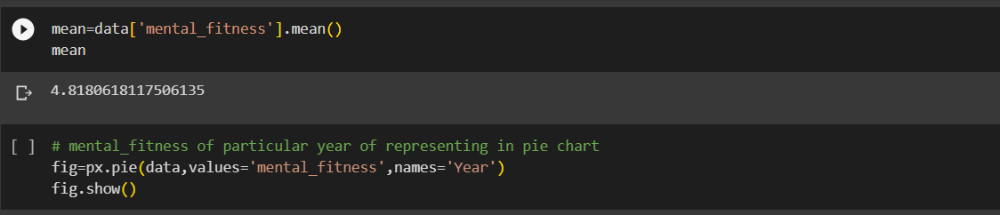 mean=data['mental_fitness'].mean()
mean
4.8180618117506135
[ ] # mental_fitness of particular year of representing in pie chart
fig=px.pie(data,values='mental_fitness',names='Year')
fig.show()